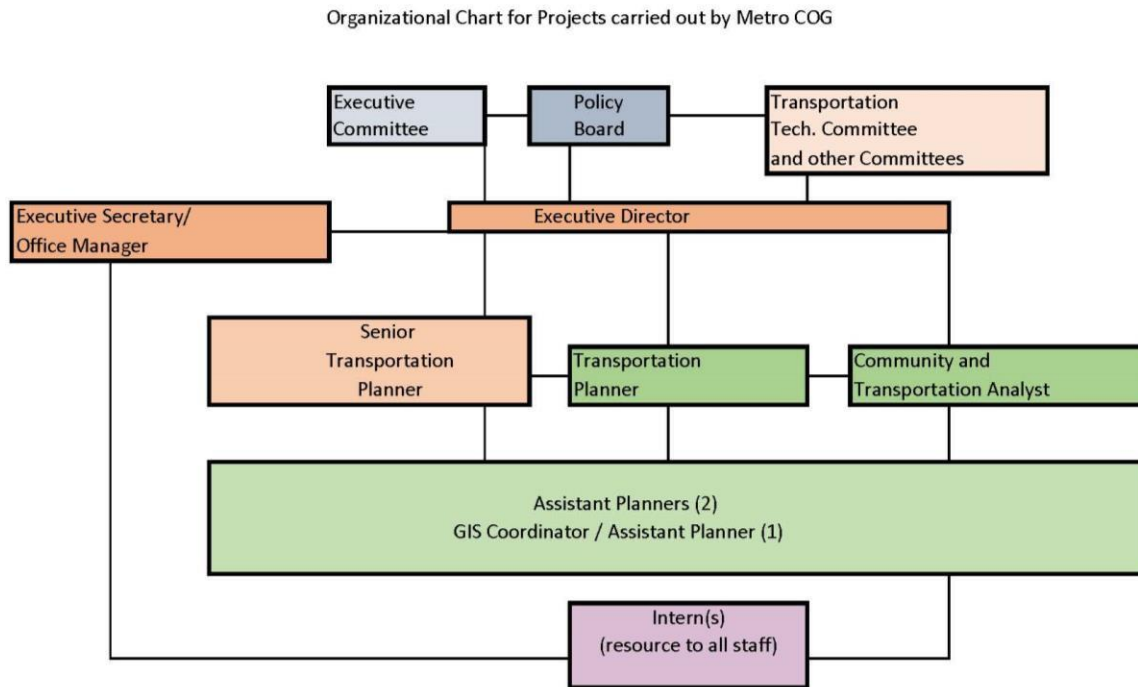 Organizational Chart for Projects carried out by Metro COG
Executive
Committee
Policy
Board
Transportation
Tech. Committee
and other Committees
Executive Secretary/
Office Manager
Executive Director
Senior
Transportation
Planner
Transportation
Planner
Community and
Transportation Analyst
Assistant Planners (2)
GIS Coordinator / Assistant Planner (1)
Intern(s)
(resource to all staff)